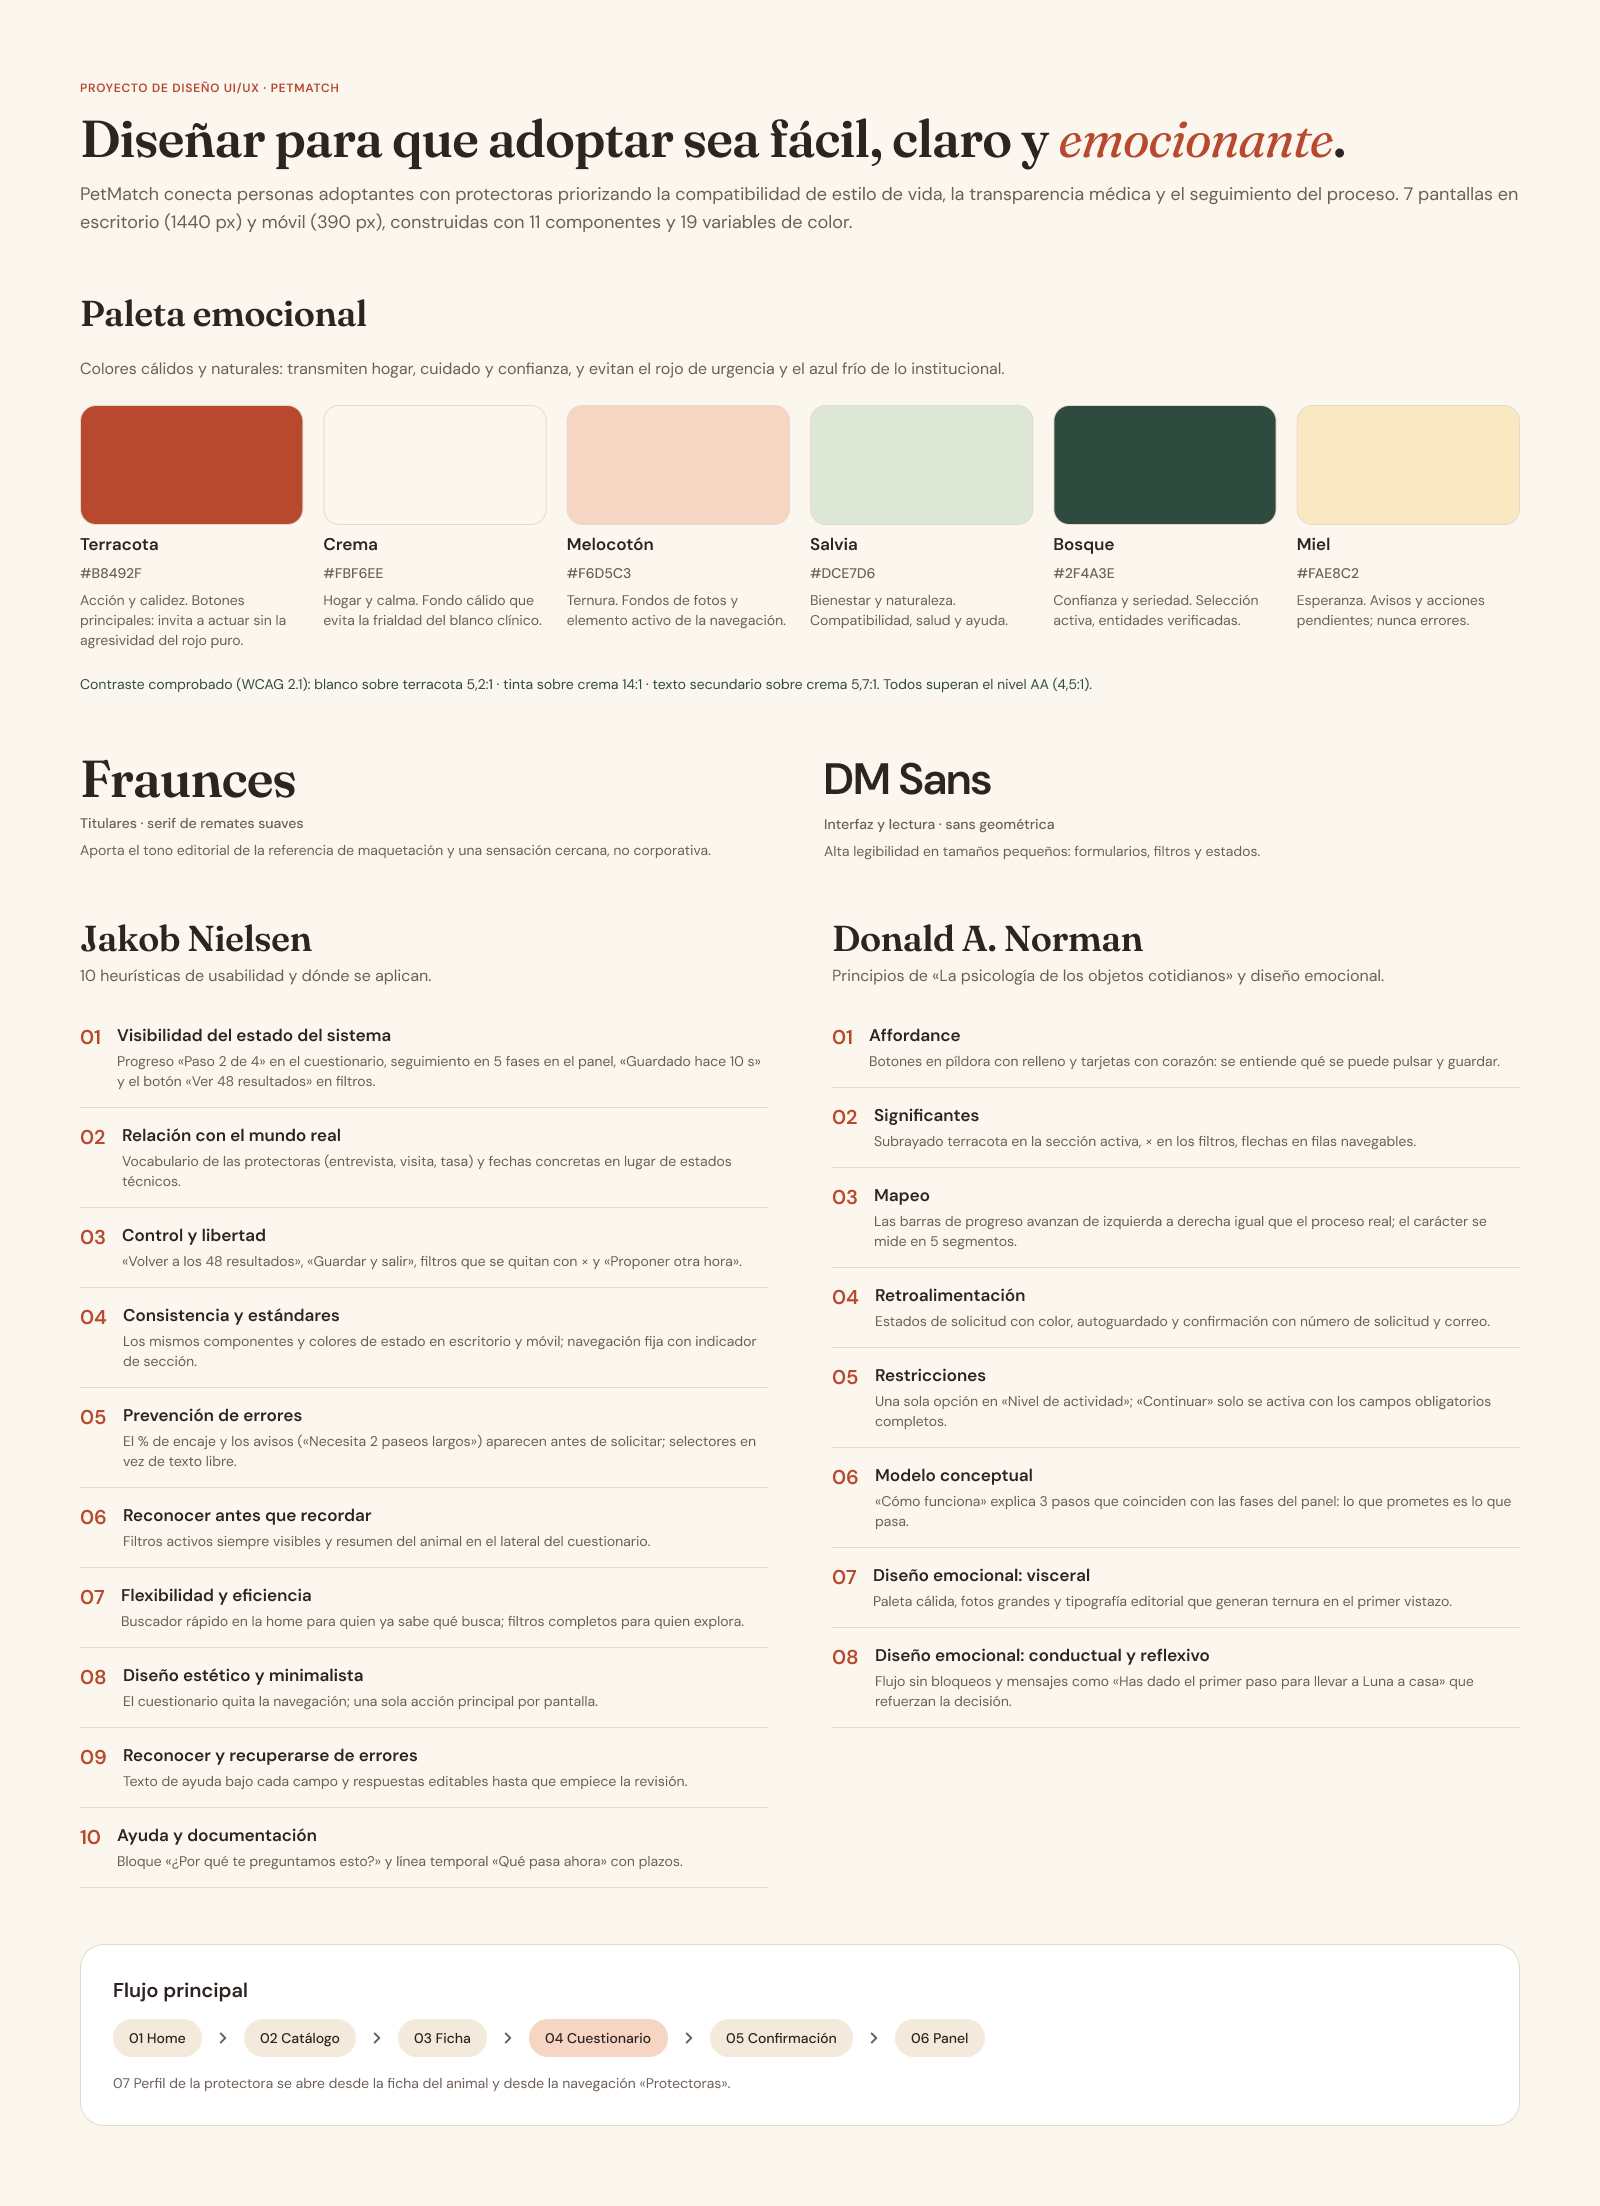 PROYECTO DE DISEÑO UI/UX · PETMATCH
Diseñar para que adoptar sea fácil, claro y emocionante.
PetMatch conecta personas adoptantes con protectoras priorizando la compatibilidad de estilo de vida, la transparencia médica y el seguimiento del proceso. 7 pantallas en
escritorio (1440 px) y móvil (390 px), construidas con 11 componentes y 19 variables de color.
Paleta emocional
Colores cálidos y naturales: transmiten hogar, cuidado y confianza, y evitan el rojo de urgencia y el azul frío de lo institucional.
Terracota
#B8492F
Acción y calidez. Botones
principales: invita a actuar sin la
agresividad del rojo puro.
Crema
#FBF6EE
Hogar y calma. Fondo cálido que
evita la frialdad del blanco clínico.
Melocotón
#F6D5C3
Ternura. Fondos de fotos y
elemento activo de la navegación.
Salvia
#DCE7D6
Bienestar y naturaleza.
Compatibilidad, salud y ayuda.
Bosque
#2F4A3E
Confianza y seriedad. Selección
activa, entidades verificadas.
Miel
#FAE8C2
Esperanza. Avisos y acciones
pendientes; nunca errores.
Contraste comprobado (WCAG 2.1): blanco sobre terracota 5,2:1 · tinta sobre crema 14:1 · texto secundario sobre crema 5,7:1. Todos superan el nivel AA (4,5:1).
Fraunces
Titulares · serif de remates suaves
Aporta el tono editorial de la referencia de maquetación y una sensación cercana, no corporativa.
DM Sans
Interfaz y lectura · sans geométrica
Alta legibilidad en tamaños pequeños: formularios, filtros y estados.
Jakob Nielsen
10 heurísticas de usabilidad y dónde se aplican.
01 Visibilidad del estado del sistema
Progreso «Paso 2 de 4» en el cuestionario, seguimiento en 5 fases en el panel, «Guardado hace 10 s»
y el botón «Ver 48 resultados» en filtros.
02 Relación con el mundo real
Vocabulario de las protectoras (entrevista, visita, tasa) y fechas concretas en lugar de estados
técnicos.
03 Control y libertad
«Volver a los 48 resultados», «Guardar y salir», filtros que se quitan con × y «Proponer otra hora».
04 Consistencia y estándares
Los mismos componentes y colores de estado en escritorio y móvil; navegación fija con indicador
de sección.
05 Prevención de errores
El % de encaje y los avisos («Necesita 2 paseos largos») aparecen antes de solicitar; selectores en
vez de texto libre.
06 Reconocer antes que recordar
Filtros activos siempre visibles y resumen del animal en el lateral del cuestionario.
07 Flexibilidad y eficiencia
Buscador rápido en la home para quien ya sabe qué busca; filtros completos para quien explora.
08 Diseño estético y minimalista
El cuestionario quita la navegación; una sola acción principal por pantalla.
09 Reconocer y recuperarse de errores
Texto de ayuda bajo cada campo y respuestas editables hasta que empiece la revisión.
10 Ayuda y documentación
Bloque «¿Por qué te preguntamos esto?» y línea temporal «Qué pasa ahora» con plazos.
Donald A. Norman
Principios de «La psicología de los objetos cotidianos» y diseño emocional.
01 Affordance
Botones en píldora con relleno y tarjetas con corazón: se entiende qué se puede pulsar y guardar.
02 Significantes
Subrayado terracota en la sección activa, × en los filtros, flechas en filas navegables.
03 Mapeo
Las barras de progreso avanzan de izquierda a derecha igual que el proceso real; el carácter se
mide en 5 segmentos.
04 Retroalimentación
Estados de solicitud con color, autoguardado y confirmación con número de solicitud y correo.
05 Restricciones
Una sola opción en «Nivel de actividad»; «Continuar» solo se activa con los campos obligatorios
completos.
06 Modelo conceptual
«Cómo funciona» explica 3 pasos que coinciden con las fases del panel: lo que prometes es lo que
pasa.
07 Diseño emocional: visceral
Paleta cálida, fotos grandes y tipografía editorial que generan ternura en el primer vistazo.
08 Diseño emocional: conductual y reflexivo
Flujo sin bloqueos y mensajes como «Has dado el primer paso para llevar a Luna a casa» que
refuerzan la decisión.
Flujo principal
01 Home > 02 Catálogo > 03 Ficha > 04 Cuestionario > 05 Confirmación > 06 Panel
07 Perfil de la protectora se abre desde la ficha del animal y desde la navegación «Protectoras».